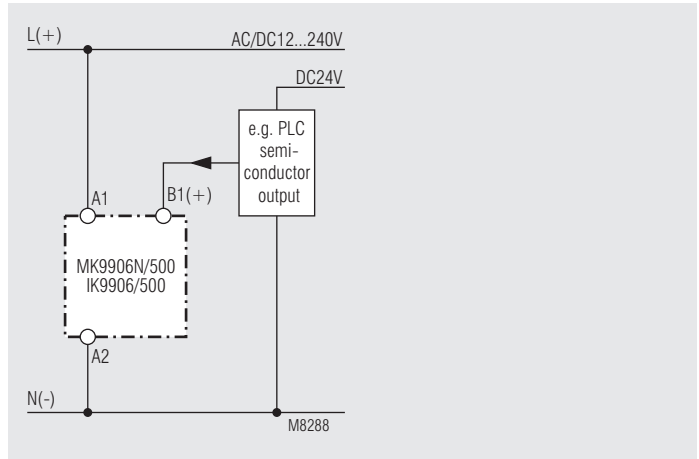 L(+)
AC/DC12...240V
DC24V
e.g. PLC
semi-
conductor
output
A1
B1(+)
MK9906N/500
IK9906/500
A2
N(-)
M8288